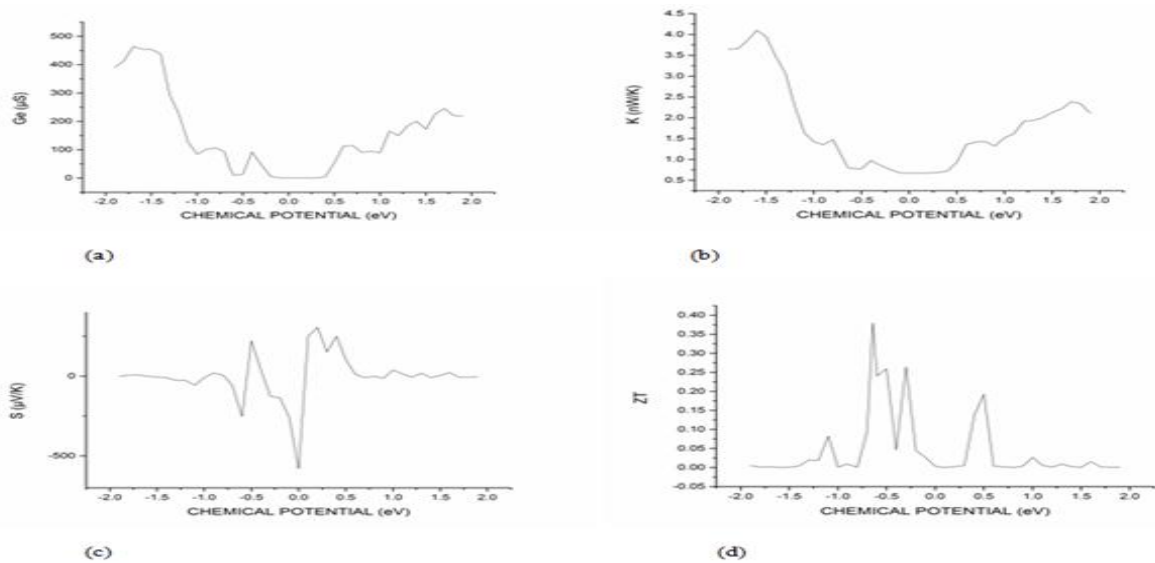 500
400
300
200
100
0
Ge (µS)
-2.0 -1.5 -1.0 -0.5 0.0 0.5 1.0 1.5 2.0
CHEMICAL POTENTIAL (eV)
(a)
4.5
4.0
3.5
3.0
2.5
2.0
1.5
1.0
0.5
K (nW/K)
-2.0 -1.5 -1.0 -0.5 0.0 0.5 1.0 1.5 2.0
CHEMICAL POTENTIAL (eV)
(b)
0
-500
S (µV/K)
-2.0 -1.5 -1.0 -0.5 0.0 0.5 1.0 1.5 2.0
CHEMICAL POTENTIAL (eV)
(c)
0.40
0.35
0.30
0.25
0.20
0.15
0.10
0.05
0.00
-0.05
ZT
-2.0 -1.5 -1.0 -0.5 0.0 0.5 1.0 1.5 2.0
CHEMICAL POTENTIAL (eV)
(d)